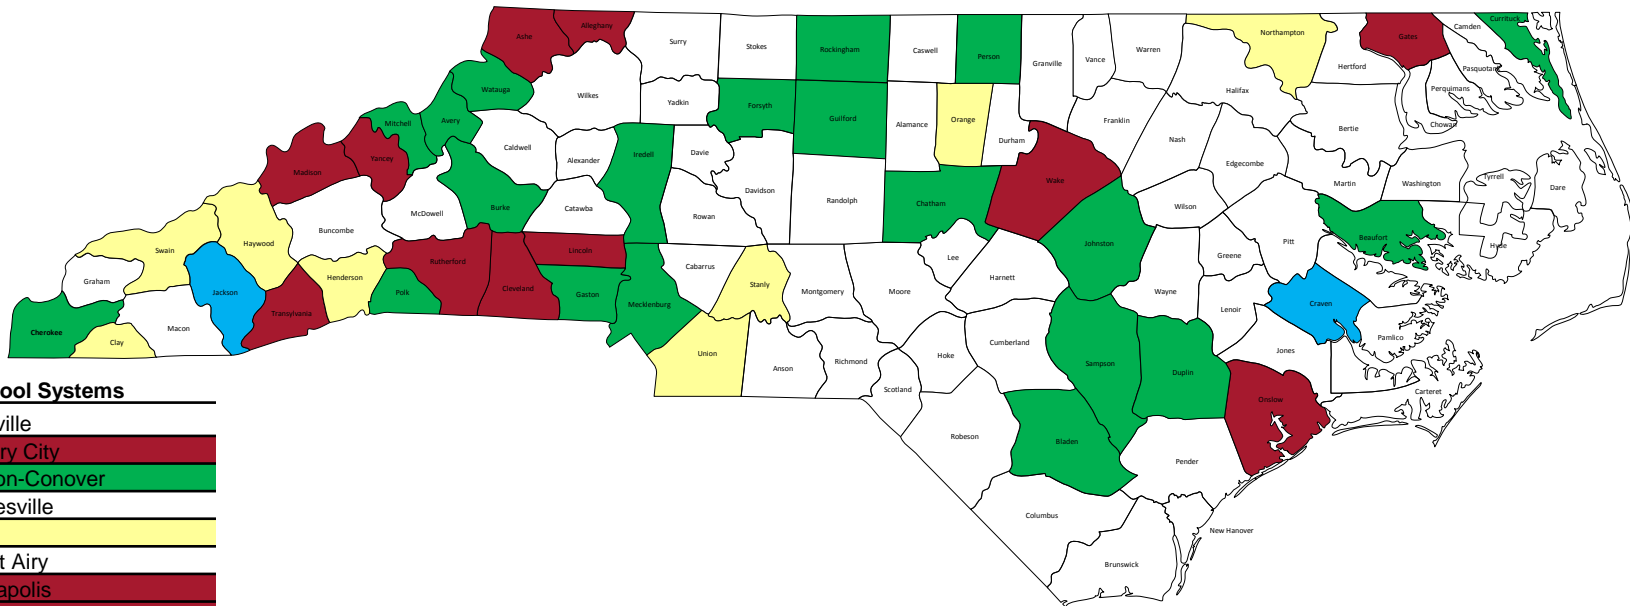 Ashe
Alleghany
Surry
Stokes
Rockingham
Caswell
Person
Granville
Vance
Warren
Northampton
Gates
Camden
Currituck
Hertford
Pasquotank
Perquimans
Chowan
Halifax
Watauga
Wilkes
Yadkin
Forsyth
Guilford
Alamance
Orange
Durham
Franklin
Nash
Edgecombe
Bertie
Mitchell
Avery
Caldwell
Alexander
Iredell
Davie
Davidson
Randolph
Chatham
Wake
Wilson
Martin
Washington
Tyrrell
Dare
Madison
Yancey
McDowell
Burke
Catawba
Rowan
Johnston
Greene
Pitt
Beaufort
Hyde
Swain
Haywood
Buncombe
Rutherford
Lincoln
Cabarrus
Stanly
Montgomery
Moore
Lee
Harnett
Wayne
Lenoir
Craven
Pamlico
Graham
Jackson
Henderson
Polk
Cleveland
Gaston
Mecklenburg
Cherokee
Clay
Macon
Transylvania
Union
Anson
Richmond
Scotland
Hoke
Cumberland
Sampson
Duplin
Jones
Onslow
Carteret
Robeson
Bladen
Pender
Columbus
Brunswick
New Hanover
ool Systems
ville
ry City
on-Conover
esville
t Airy
apolis